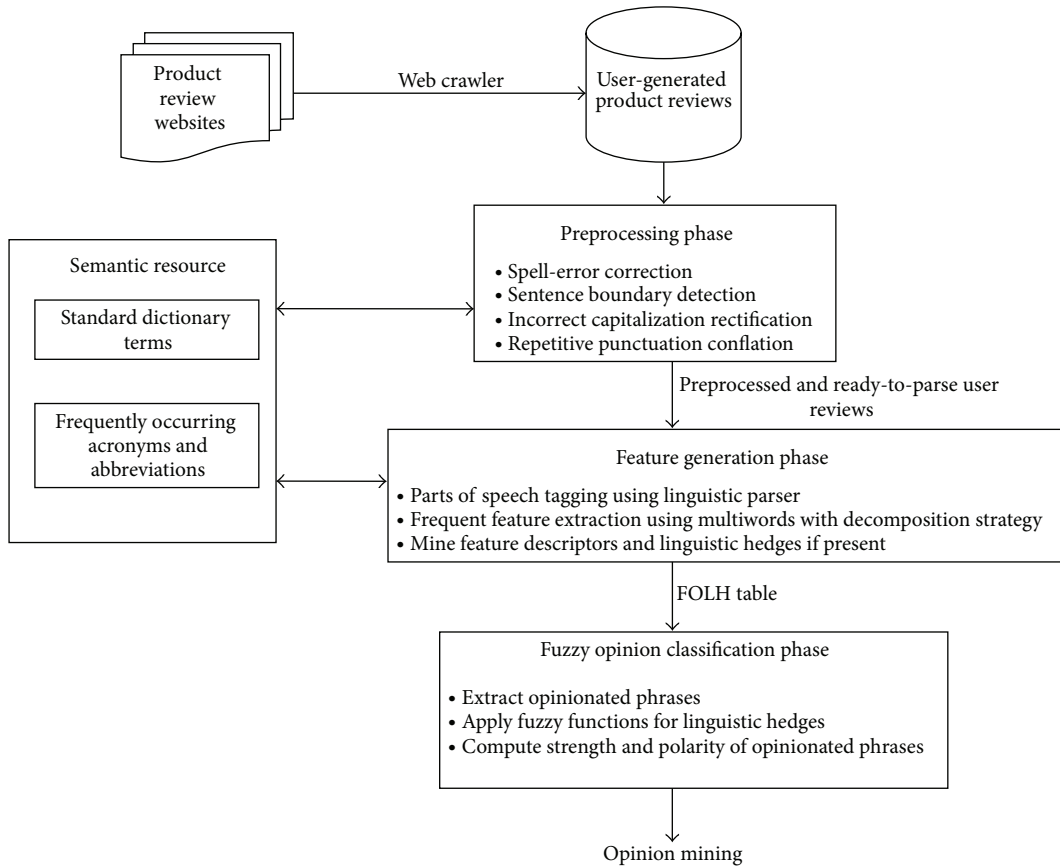 Product
review
websites
Web crawler
User-generated
product reviews
Preprocessing phase
• Spell-error correction
• Sentence boundary detection
• Incorrect capitalization rectification
• Repetitive punctuation conflation
Semantic resource
Standard dictionary
terms
Frequently occurring
acronyms and
abbreviations
Preprocessed and ready-to-parse user
reviews
Feature generation phase
• Parts of speech tagging using linguistic parser
• Frequent feature extraction using multiwords with decomposition strategy
• Mine feature descriptors and linguistic hedges if present
FOLH table
Fuzzy opinion classification phase
• Extract opinionated phrases
• Apply fuzzy functions for linguistic hedges
• Compute strength and polarity of opinionated phrases
Opinion mining